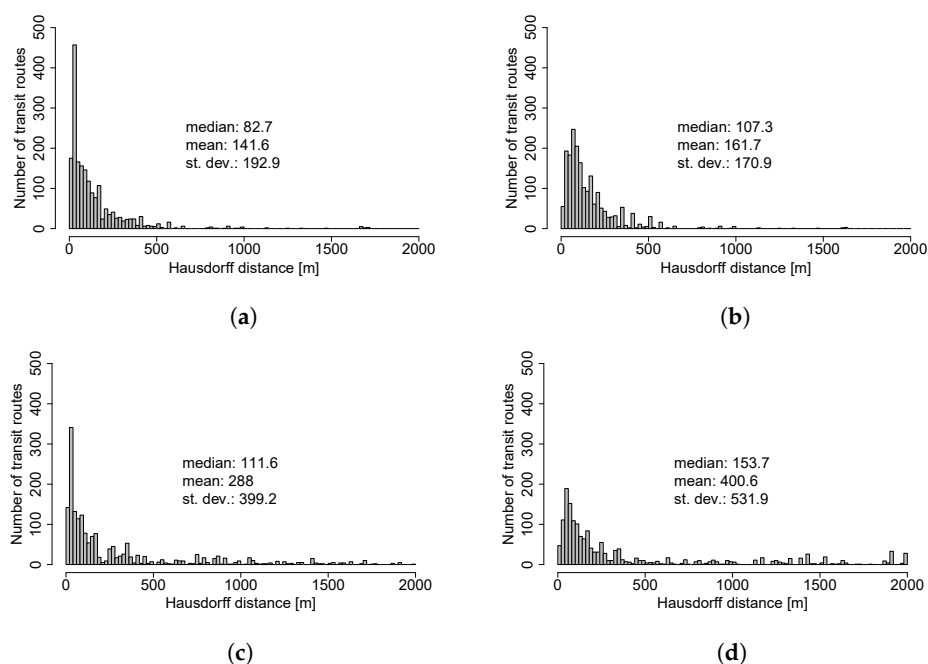 500
400
300
200
100
0
Number of transit routes
median: 82.7
mean: 141.6
st. dev.: 192.9
0 500 1000 1500 2000
Hausdorff distance [m]
(a)
500
400
300
200
100
0
Number of transit routes
median: 107.3
mean: 161.7
st. dev.: 170.9
0 500 1000 1500 2000
Hausdorff distance [m]
(b)
500
400
300
200
100
0
Number of transit routes
median: 111.6
mean: 288
st. dev.: 399.2
0 500 1000 1500 2000
Hausdorff distance [m]
(c)
500
400
300
200
100
0
Number of transit routes
median: 153.7
mean: 400.6
st. dev.: 531.9
0 500 1000 1500 2000
Hausdorff distance [m]
(d)